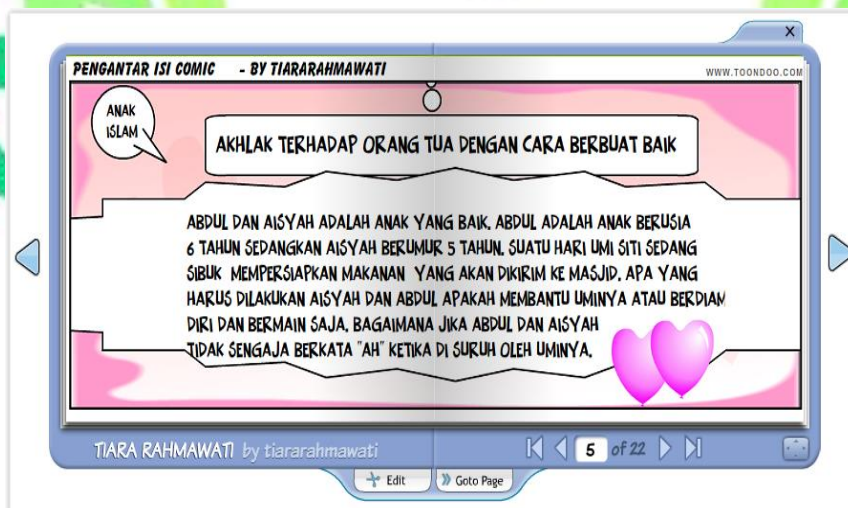 PENGANTAR ISI COMIC - BY TIARARAHMAWATI
WWW.TOONDOO.COM
ANAK
ISLAM
AKHLAK TERHADAP ORANG TUA DENGAN CARA BERBUAT BAIK
ABDUL DAN AISYAH ADALAH ANAK YANG BAIK. ABDUL ADALAH ANAK BERUSIA
6 TAHUN SEDANGKAN AISYAH BERUMUR 5 TAHUN. SUATU HARI UMI SITI SEDANG
SIBUK MEMPERSIAPKAN MAKANAN YANG AKAN DIKIRIM KE MASJID. APA YANG
HARUS DILAKUKAN AISYAH DAN ABDUL APAKAH MEMBANTU UMINYA ATAU BERDIAM
DIRI DAN BERMAIN SAJA. BAGAIMANA JIKA ABDUL DAN AISYAH
TIDAK SENGAJA BERKATA "AH" KETIKA DI SURUH OLEH UMINYA.
TIARA RAHMAWATI by tiararahmawati
5 of 22
Edit
Goto Page